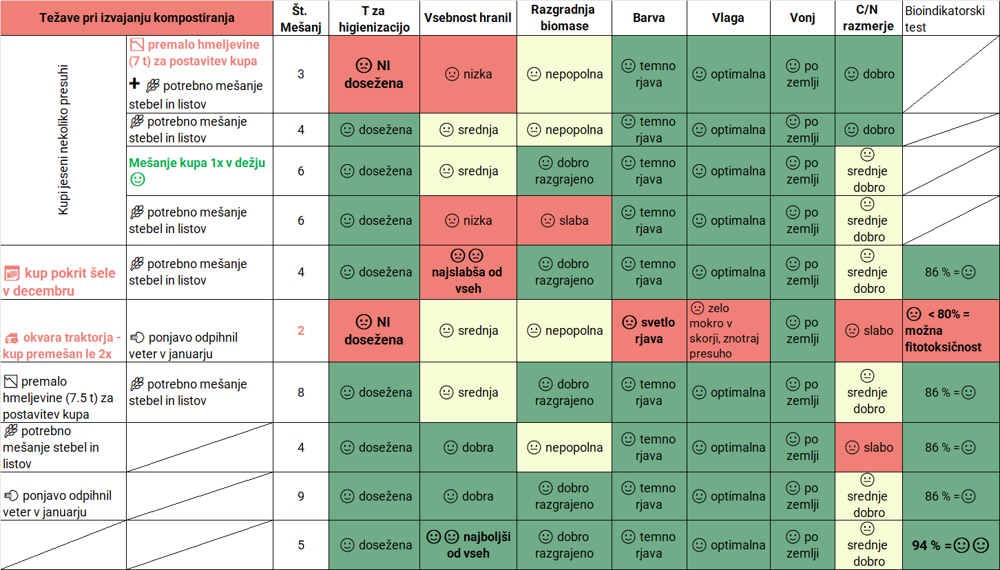 Težave pri izvajanju kompostiranja
Št.
Mešanj
T za
higienizacijo
Vsebnost hranil
Razgradnja
biomase
Barva
Vlaga
Vonj
C/N
razmerje
Bioindikatorski
test
Kupi jeseni nekoliko presuhi
premalo hmeljevine
(7 t) za postavitev kupa
+ potrebno mešanje
stebel in listov
3
NI
dosežena
nizka
nepopolna
temno
rjava
optimalna
po
zemlji
dobro
potrebno mešanje
stebel in listov
4
dosežena
srednja
nepopolna
temno
rjava
optimalna
po
zemlji
dobro
Mešanje kupa 1x v dežju
6
dosežena
srednja
dobro
razgrajeno
temno
rjava
optimalna
po
zemlji
srednje
dobro
potrebno mešanje
stebel in listov
6
dosežena
nizka
slaba
temno
rjava
optimalna
po
zemlji
srednje
dobro
kup pokrit šele
v decembru
potrebno mešanje
stebel in listov
4
dosežena
najslabša od
vseh
dobro
razgrajeno
temno
rjava
optimalna
po
zemlji
srednje
dobro
86 % =
okvara traktorja -
kup premešan le 2x
ponjavo odpihnil
veter v januarju
2
NI
dosežena
srednja
nepopolna
svetlo
rjava
zelo
mokro v
skorji, znotraj
presuho
po
zemlji
slabo
< 80% =
možna
fitotoksičnost
premalo
hmeljevine (7.5 t) za
postavitev kupa
potrebno mešanje
stebel in listov
8
dosežena
srednja
dobro
razgrajeno
temno
rjava
optimalna
po
zemlji
srednje
dobro
86 % =
potrebno
mešanje stebel in
listov
4
dosežena
dobra
nepopolna
temno
rjava
optimalna
po
zemlji
slabo
86 % =
ponjavo odpihnil
veter v januarju
9
dosežena
dobra
dobro
razgrajeno
temno
rjava
optimalna
po
zemlji
srednje
dobro
86 % =
5
dosežena
najboljši
od vseh
dobro
razgrajeno
temno
rjava
optimalna
po
zemlji
srednje
dobro
94 % =